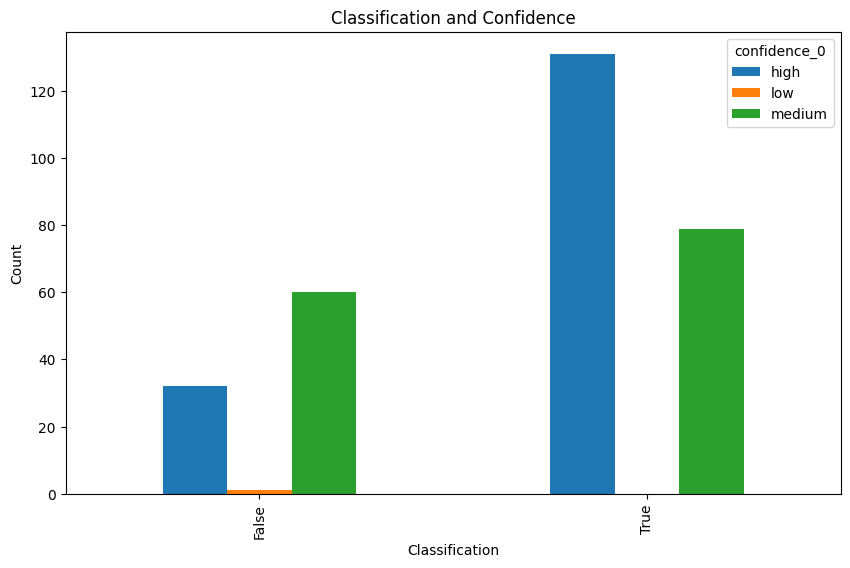 Classification and Confidence
confidence_0
high
low
medium
120
100
80
60
40
20
0
Count
False
True
Classification